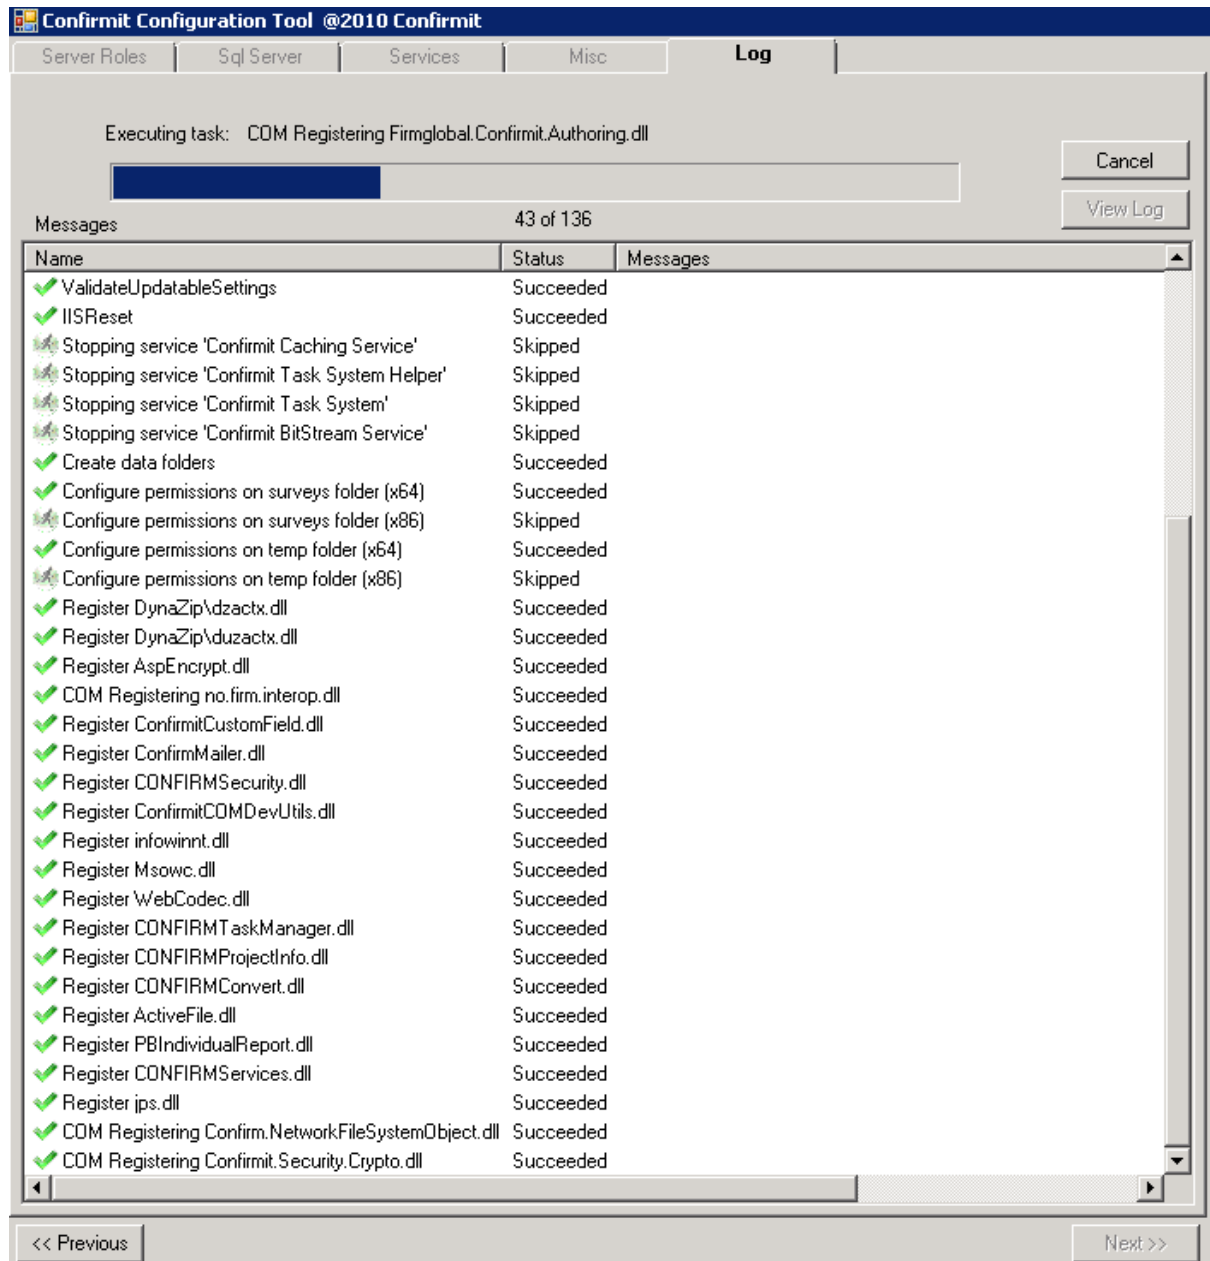 Confirmit Configuration Tool @2010 Confirmit
Server Roles Sql Server Services Misc Log
Executing task: COM Registering Firmglobal.Confirmit.Authoring.dll
Cancel
View Log
Messages 43 of 136
Name Status Messages
ValidateUpdatableSettings Succeeded
IISReset Succeeded
Stopping service 'Confirmit Caching Service' Skipped
Stopping service 'Confirmit Task System Helper' Skipped
Stopping service 'Confirmit Task System' Skipped
Stopping service 'Confirmit BitStream Service' Skipped
Create data folders Succeeded
Configure permissions on surveys folder (x64) Succeeded
Configure permissions on surveys folder (x86) Skipped
Configure permissions on temp folder (x64) Succeeded
Configure permissions on temp folder (x86) Skipped
Register DynaZip\dzactx.dll Succeeded
Register DynaZip\duzactx.dll Succeeded
Register AspEncrypt.dll Succeeded
COM Registering no.firm.interop.dll Succeeded
Register ConfirmitCustomField.dll Succeeded
Register ConfirmMailer.dll Succeeded
Register CONFIRMSecurity.dll Succeeded
Register ConfirmitCOMDevUtils.dll Succeeded
Register infowinnt.dll Succeeded
Register Msowc.dll Succeeded
Register WebCodec.dll Succeeded
Register CONFIRMTaskManager.dll Succeeded
Register CONFIRMProjectInfo.dll Succeeded
Register CONFIRMConvert.dll Succeeded
Register ActiveFile.dll Succeeded
Register PBIndividualReport.dll Succeeded
Register CONFIRMServices.dll Succeeded
Register jps.dll Succeeded
COM Registering Confirm.NetworkFileSystemObject.dll Succeeded
COM Registering Confirmit.Security.Crypto.dll Succeeded
<< Previous Next >>